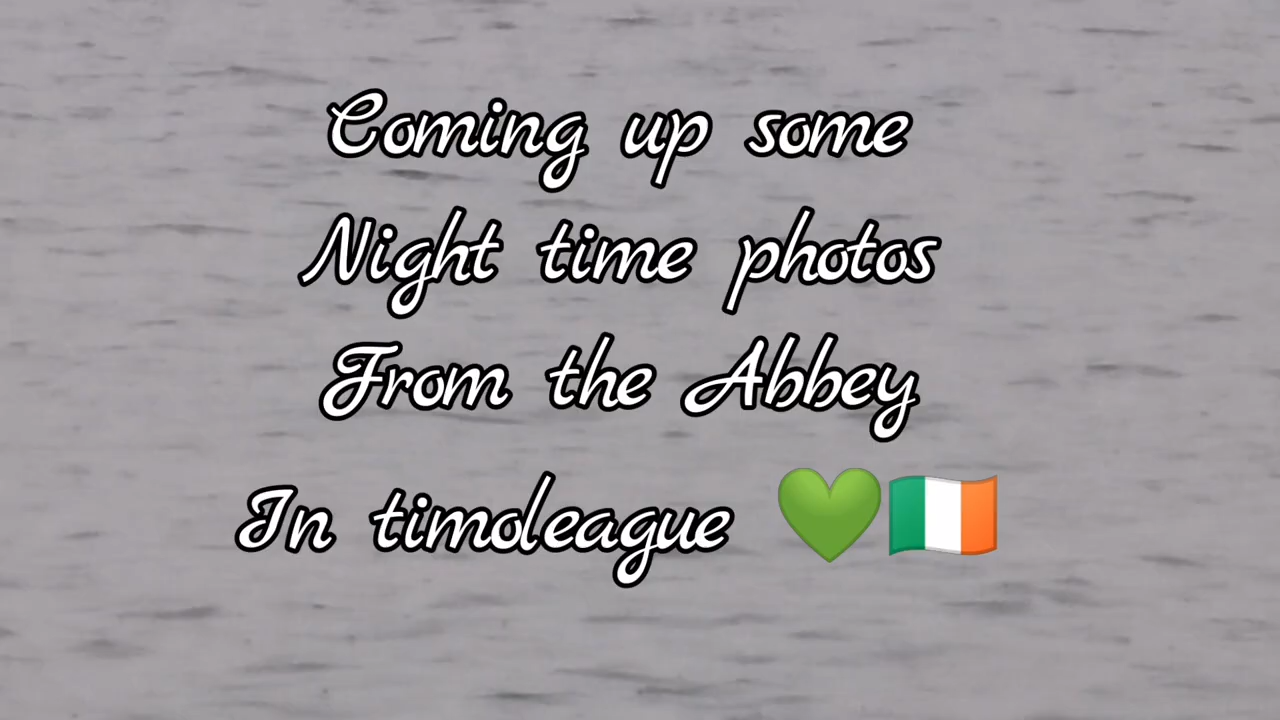 Coming up some
Night time photos
From the Abbey
In timoleague 💚🇮🇪